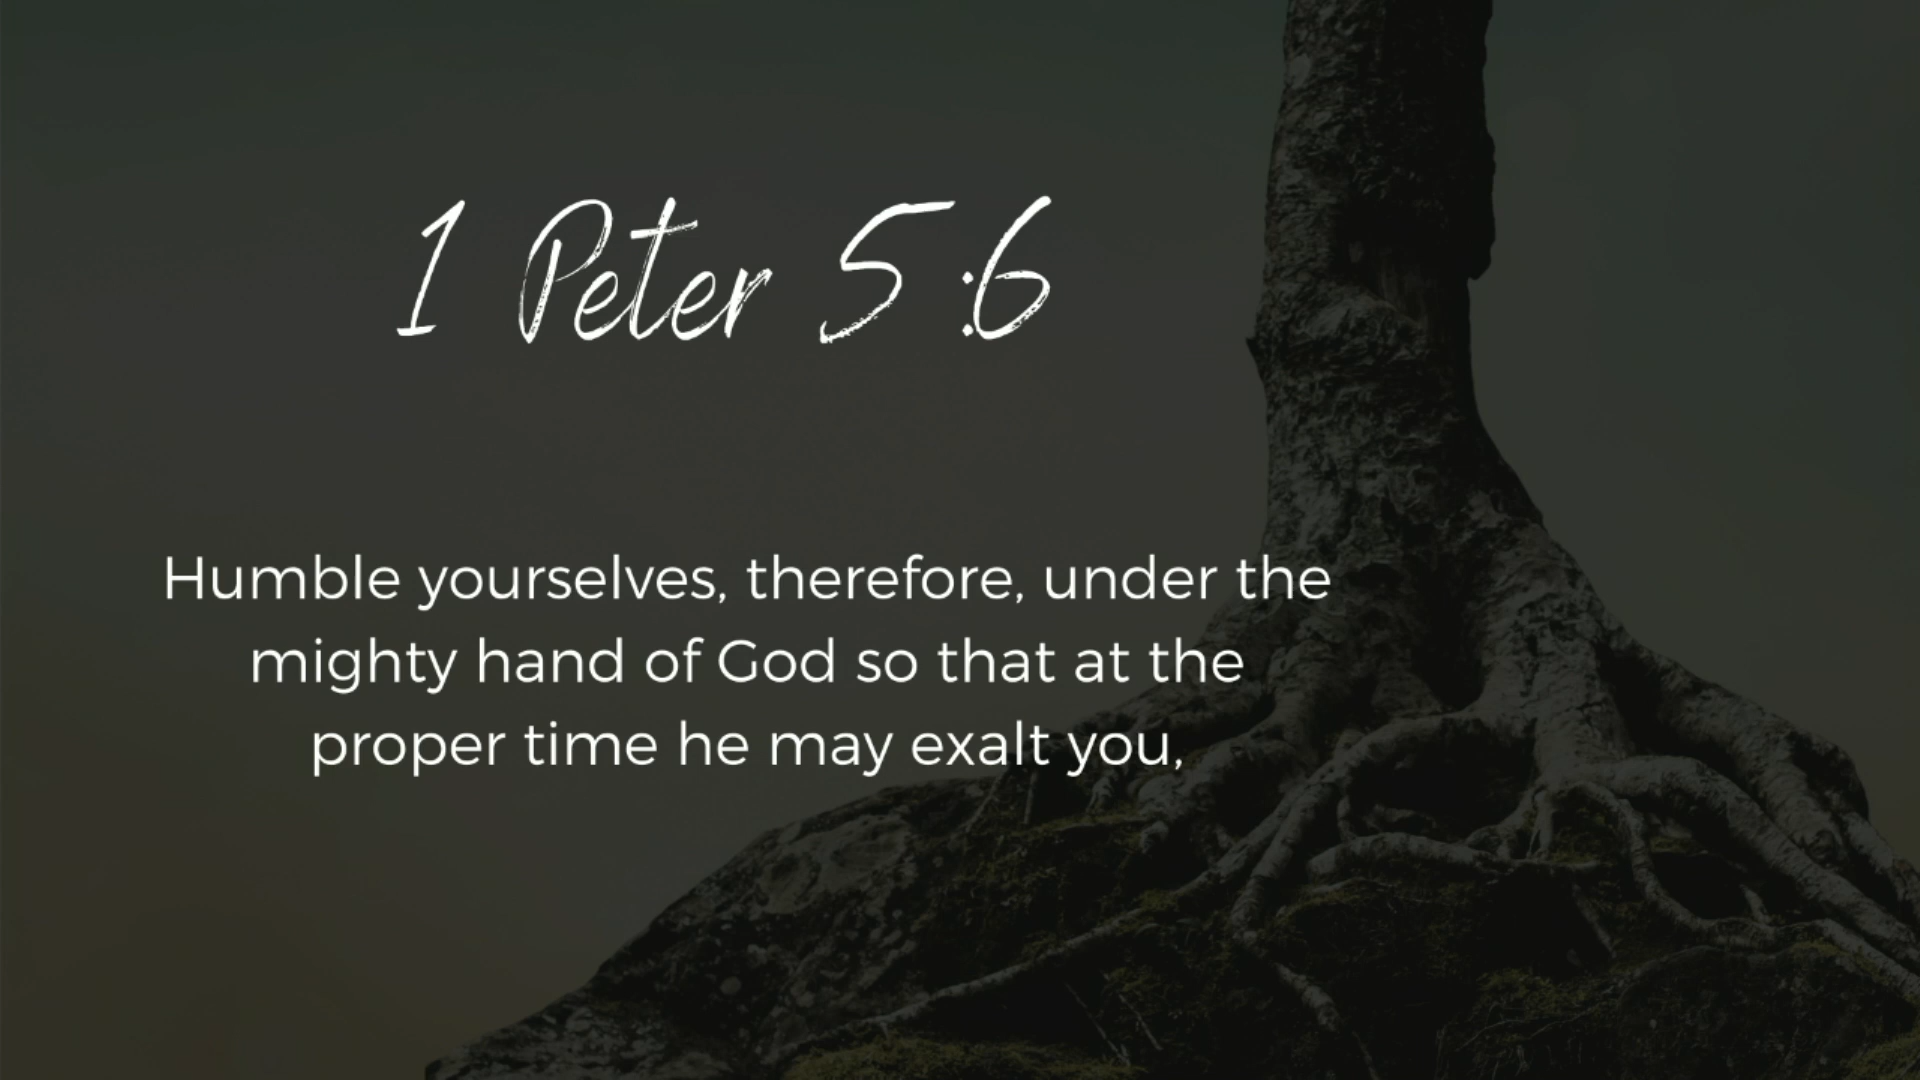 1 Peter 5:6
Humble yourselves, therefore, under the
mighty hand of God so that at the
proper time he may exalt you,